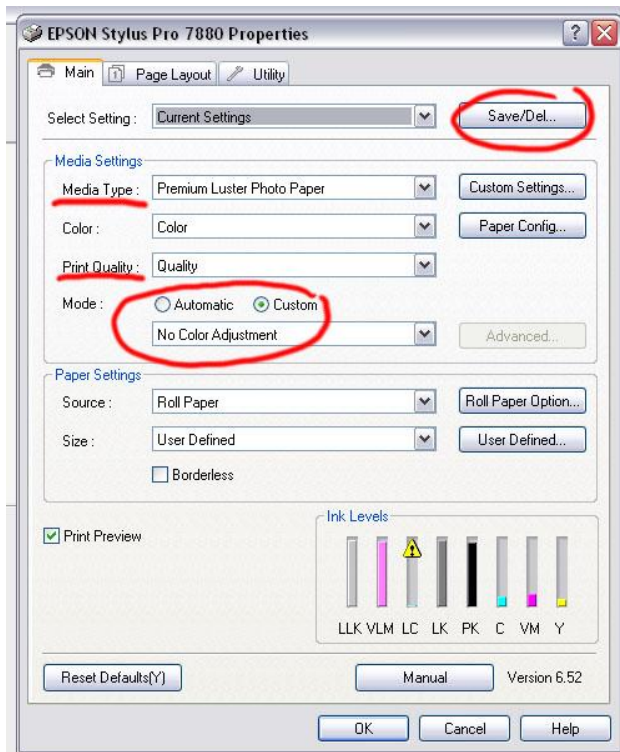 EPSON Stylus Pro 7880 Properties
Main Page Layout Utility
Select Setting : Current Settings Save/Del...
Media Settings
Media Type : Premium Luster Photo Paper Custom Settings...
Color : Color Paper Config...
Print Quality : Quality
Mode : Automatic Custom
No Color Adjustment Advanced...
Paper Settings
Source : Roll Paper Roll Paper Option...
Size : User Defined User Defined...
Borderless
Print Preview
Ink Levels
LLK VLM LC LK PK C VM Y
Reset Defaults(Y) Manual Version 6.52
OK Cancel Help